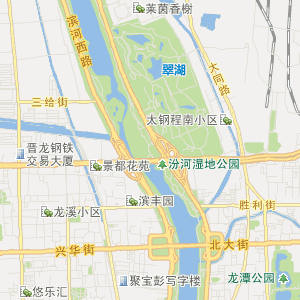 莱茵香榭
滨河西路
翠湖
大同路
三给街
太钢程南小区
晋龙钢铁
交易大厦
景都花苑
汾河湿地公园
滨丰园
龙溪小区
胜利街
兴华街
北大街
聚宝彭写字楼
龙潭公园
悠乐汇